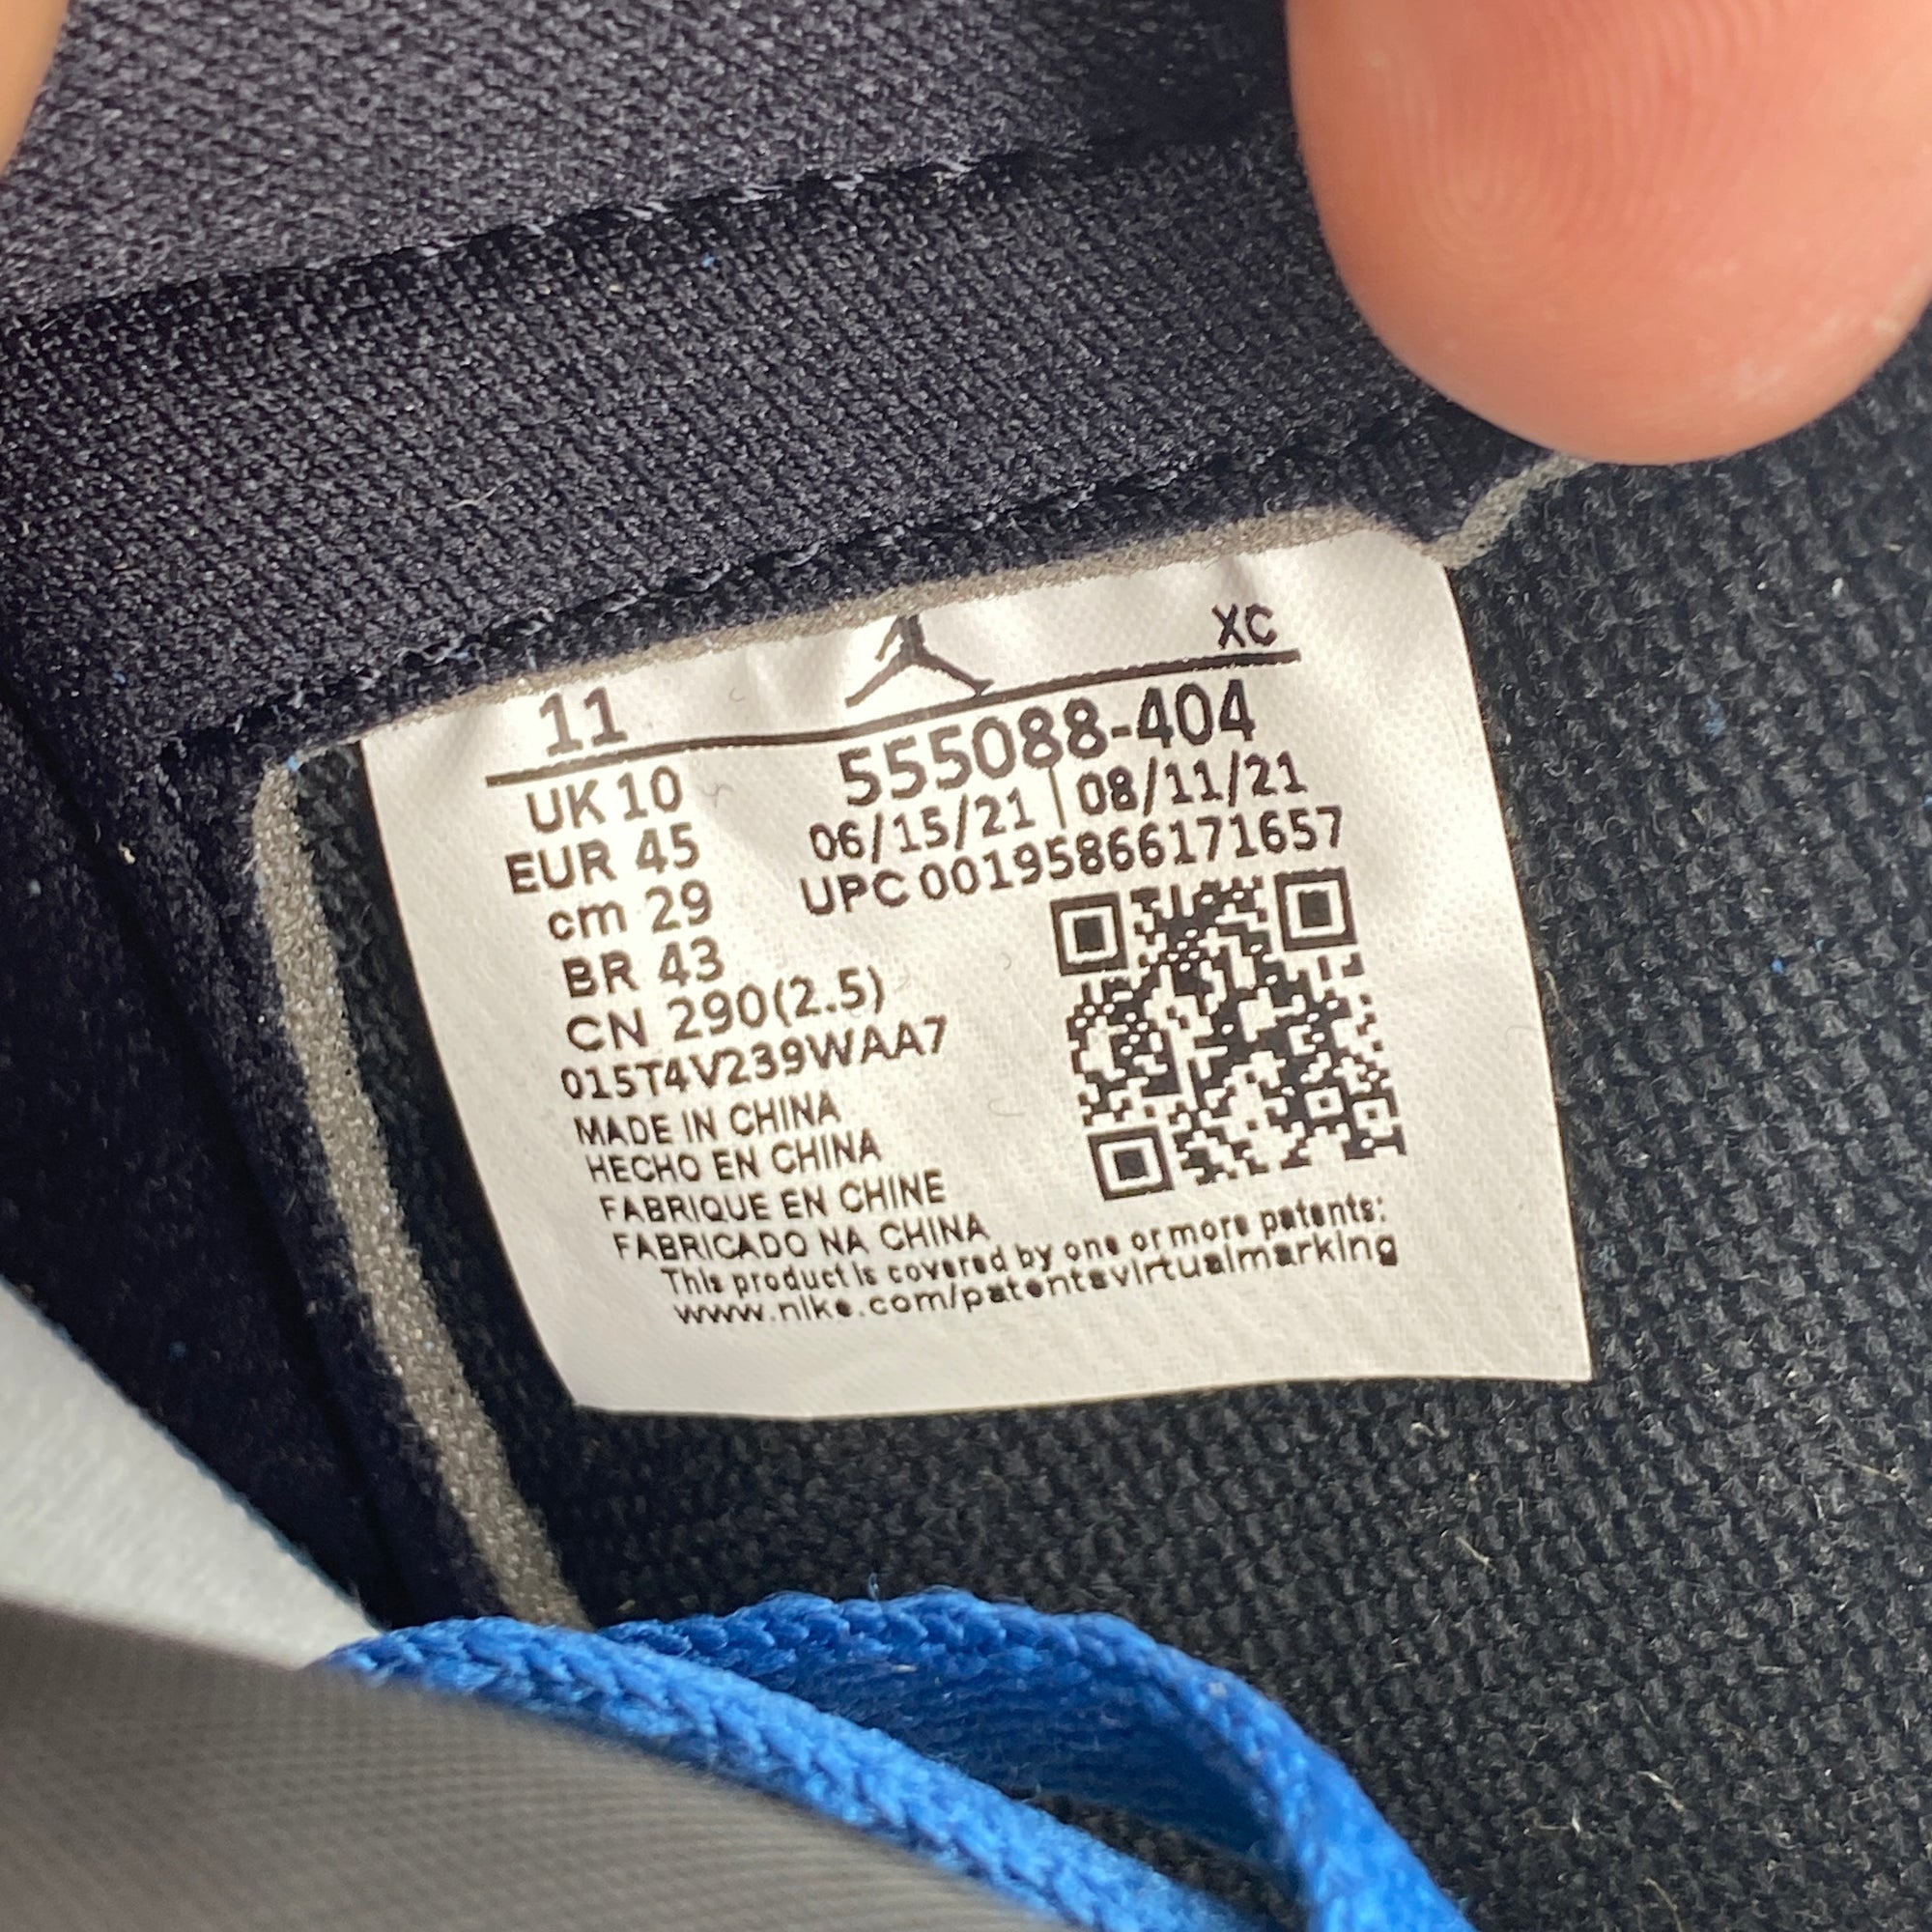 11 XC
UK 10
EUR 45
cm 29
BR 43
CN 290(2.5)
015T4V239WAA7
555088-404
06/15/21 | 08/11/21
UPC 00195866171657
MADE IN CHINA
HECHO EN CHINA
FABRIQUE EN CHINE
FABRICADO NA CHINA
This product is covered by one or more patents:
www.nike.com/patentsvirtualmarking